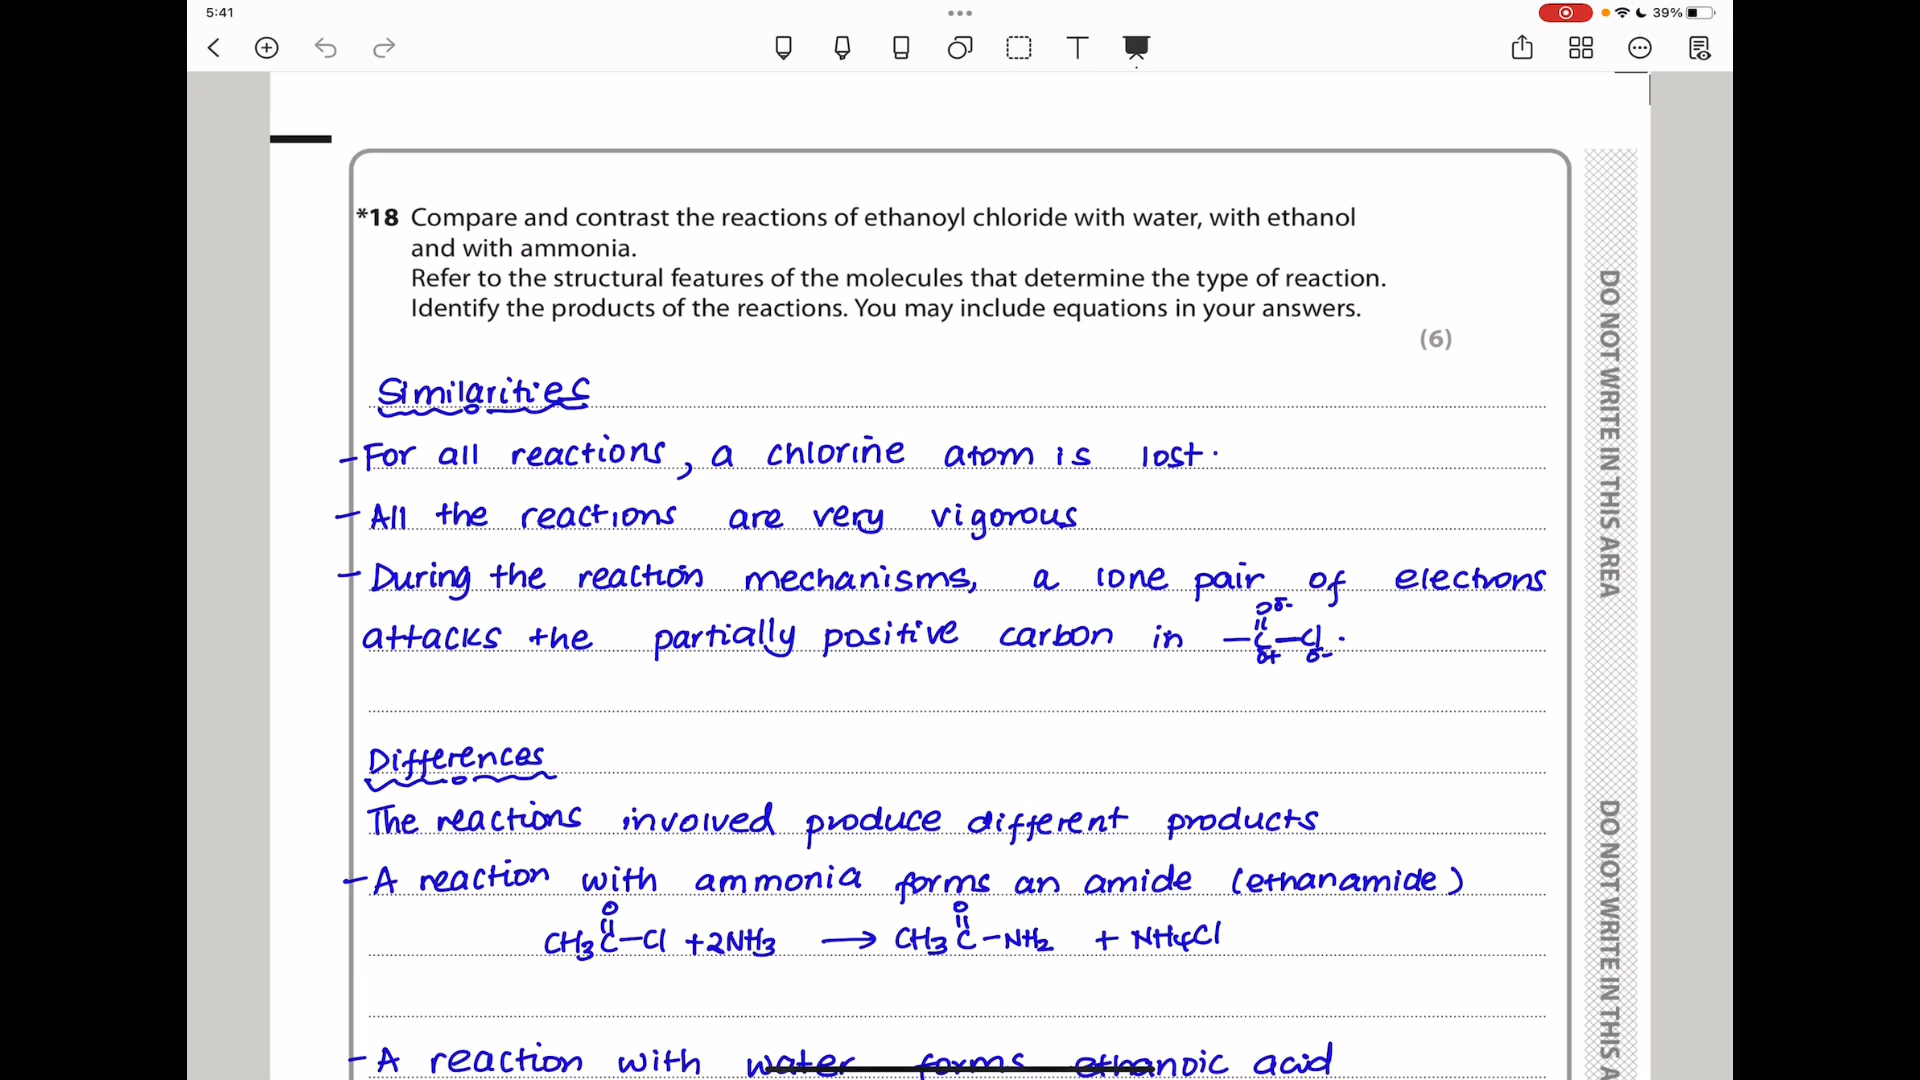 5:41
39%
*18 Compare and contrast the reactions of ethanoyl chloride with water, with ethanol
and with ammonia.
Refer to the structural features of the molecules that determine the type of reaction.
Identify the products of the reactions. You may include equations in your answers.
(6)
Similarities
- For all reactions, a chlorine atom is lost.
- All the reactions are very vigorous
- During the reaction mechanisms, a lone pair of electrons
attacks the partially positive carbon in -C(=O)-Cl. Oδ- δ+ δ-
Differences
The reactions involved produce different products
- A reaction with ammonia forms an amide (ethanamide)
CH3C(=O)-Cl + 2NH3 → CH3C(=O)-NH2 + NH4Cl
- A reaction with water forms ethanoic acid
DO NOT WRITE IN THIS AREA
DO NOT WRITE IN THIS A